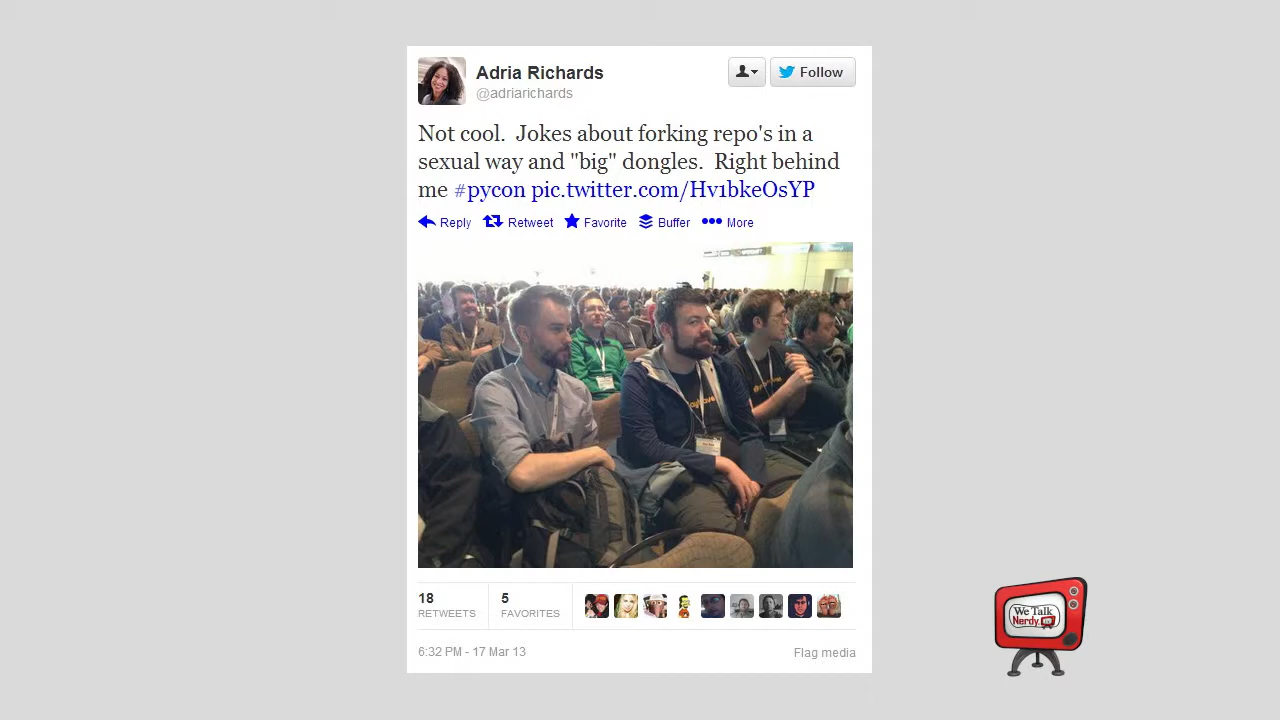 Adria Richards
@adriarichards
Follow
Not cool.  Jokes about forking repo's in a
sexual way and "big" dongles.  Right behind
me #pycon pic.twitter.com/Hv1bkeOsYP
Reply Retweet Favorite Buffer More
18
RETWEETS
5
FAVORITES
6:32 PM - 17 Mar 13
Flag media
We Talk
Nerdy